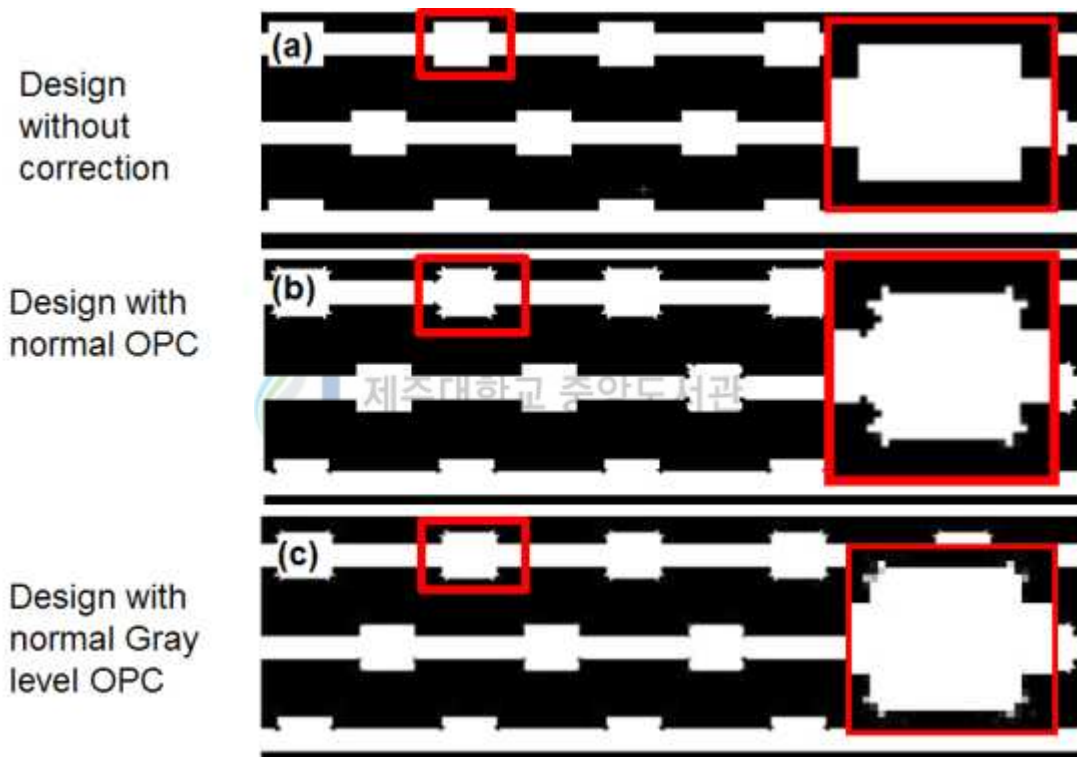 Design
without
correction
(a)
Design with
normal OPC
(b)
제주대학교 중앙도서관
Design with
normal Gray
level OPC
(c)